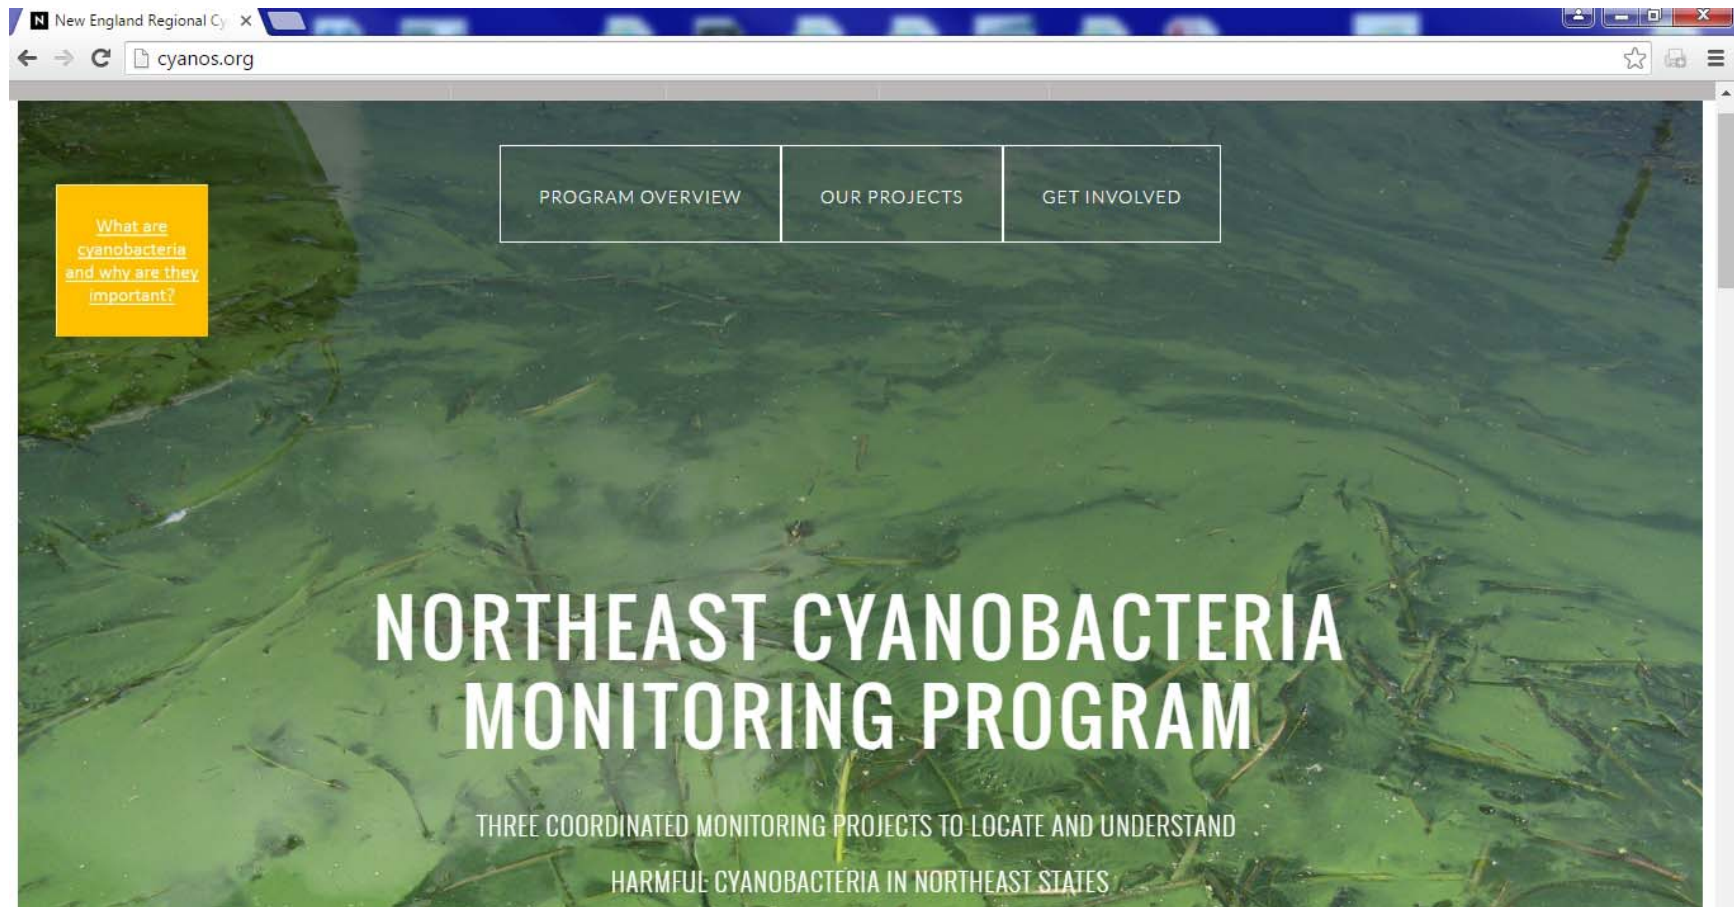 N New England Regional Cy
cyanos.org
PROGRAM OVERVIEW
OUR PROJECTS
GET INVOLVED
What are
cyanobacteria
and why are they
important?
NORTHEAST CYANOBACTERIA
MONITORING PROGRAM
THREE COORDINATED MONITORING PROJECTS TO LOCATE AND UNDERSTAND
HARMFUL CYANOBACTERIA IN NORTHEAST STATES